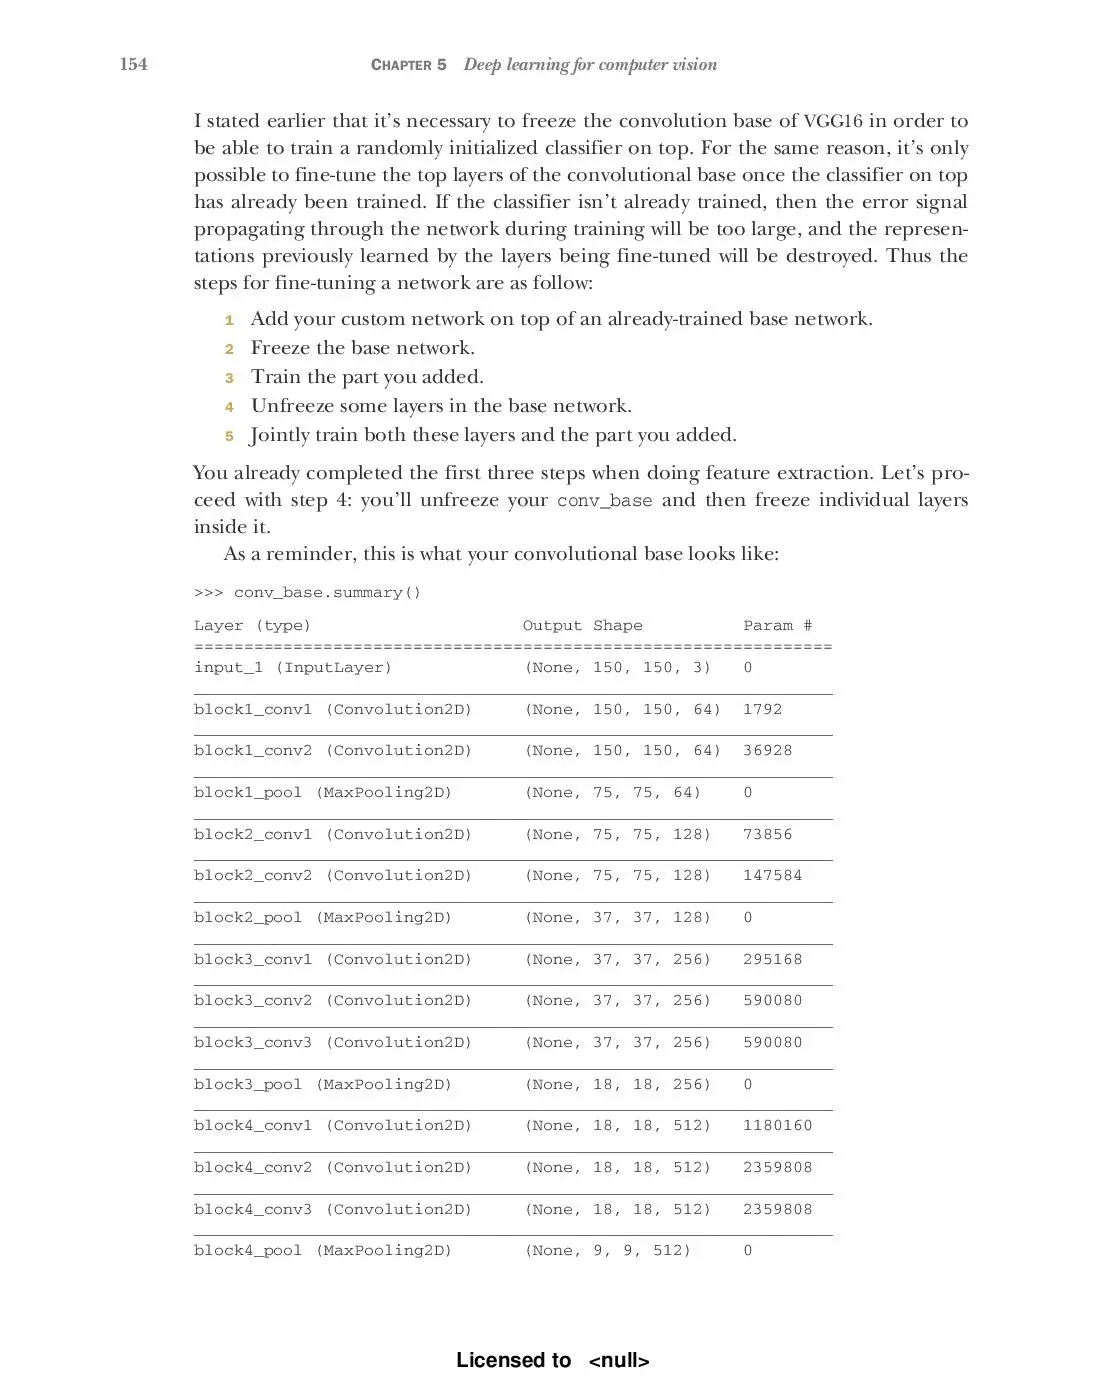 154 CHAPTER 5 Deep learning for computer vision
I stated earlier that it's necessary to freeze the convolution base of VGG16 in order to
be able to train a randomly initialized classifier on top. For the same reason, it's only
possible to fine-tune the top layers of the convolutional base once the classifier on top
has already been trained. If the classifier isn't already trained, then the error signal
propagating through the network during training will be too large, and the represen-
tations previously learned by the layers being fine-tuned will be destroyed. Thus the
steps for fine-tuning a network are as follow:
1 Add your custom network on top of an already-trained base network.
2 Freeze the base network.
3 Train the part you added.
4 Unfreeze some layers in the base network.
5 Jointly train both these layers and the part you added.
You already completed the first three steps when doing feature extraction. Let's pro-
ceed with step 4: you'll unfreeze your conv_base and then freeze individual layers
inside it.
As a reminder, this is what your convolutional base looks like:
>>> conv_base.summary()
Layer (type) Output Shape Param #
================================================================
input_1 (InputLayer) (None, 150, 150, 3) 0
block1_conv1 (Convolution2D) (None, 150, 150, 64) 1792
block1_conv2 (Convolution2D) (None, 150, 150, 64) 36928
block1_pool (MaxPooling2D) (None, 75, 75, 64) 0
block2_conv1 (Convolution2D) (None, 75, 75, 128) 73856
block2_conv2 (Convolution2D) (None, 75, 75, 128) 147584
block2_pool (MaxPooling2D) (None, 37, 37, 128) 0
block3_conv1 (Convolution2D) (None, 37, 37, 256) 295168
block3_conv2 (Convolution2D) (None, 37, 37, 256) 590080
block3_conv3 (Convolution2D) (None, 37, 37, 256) 590080
block3_pool (MaxPooling2D) (None, 18, 18, 256) 0
block4_conv1 (Convolution2D) (None, 18, 18, 512) 1180160
block4_conv2 (Convolution2D) (None, 18, 18, 512) 2359808
block4_conv3 (Convolution2D) (None, 18, 18, 512) 2359808
block4_pool (MaxPooling2D) (None, 9, 9, 512) 0
Licensed to <null>